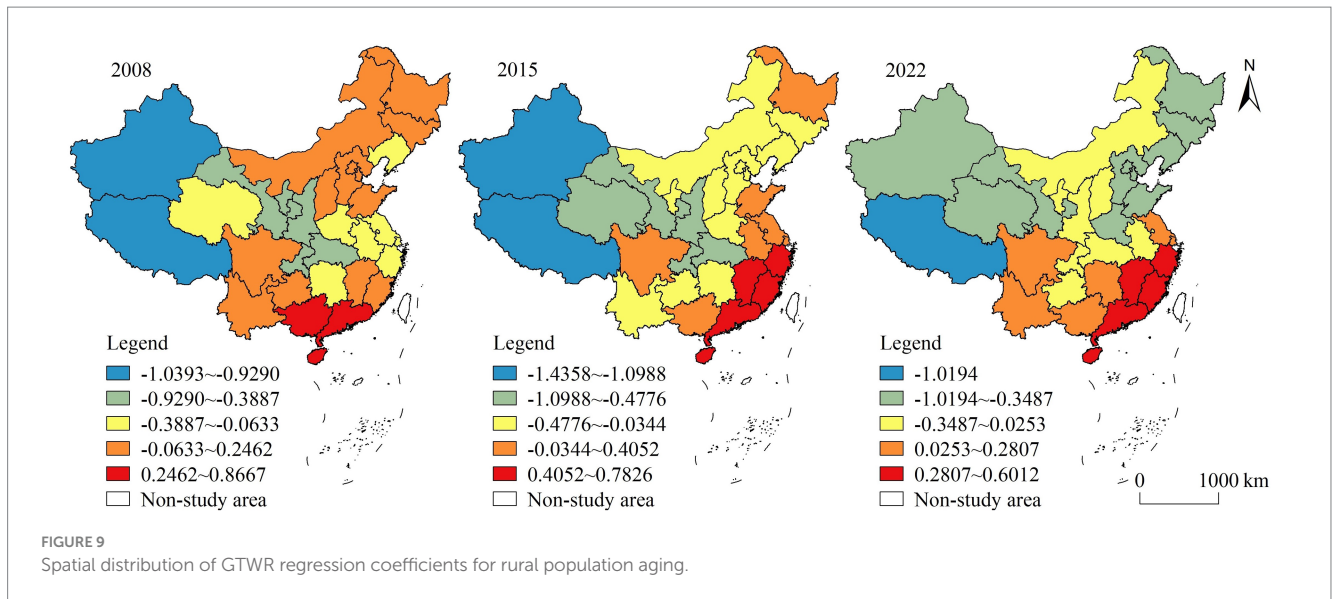 2008
Legend
-1.0393~-0.9290
-0.9290~-0.3887
-0.3887~-0.0633
-0.0633~0.2462
0.2462~0.8667
Non-study area
2015
Legend
-1.4358~-1.0988
-1.0988~-0.4776
-0.4776~-0.0344
-0.0344~0.4052
0.4052~0.7826
Non-study area
2022
N
Legend
-1.0194
-1.0194~-0.3487
-0.3487~0.0253
0.0253~0.2807
0.2807~0.6012
Non-study area
0 1000 km
FIGURE 9
Spatial distribution of GTWR regression coefficients for rural population aging.